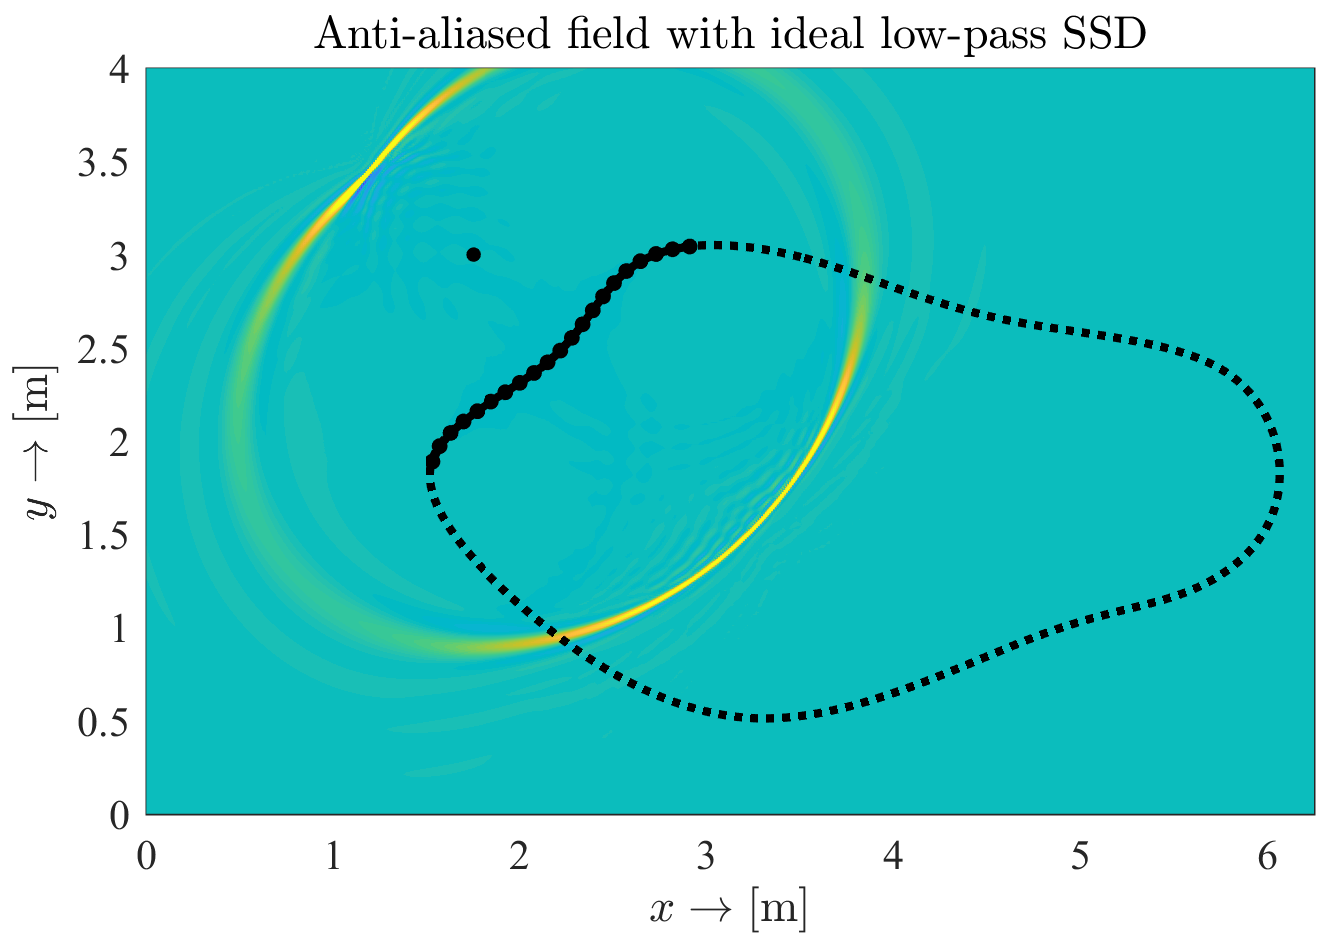 Anti-aliased field with ideal low-pass SSD
4
3.5
3
2.5
2
1.5
1
0.5
0
y → [m]
0 1 2 3 4 5 6
x → [m]